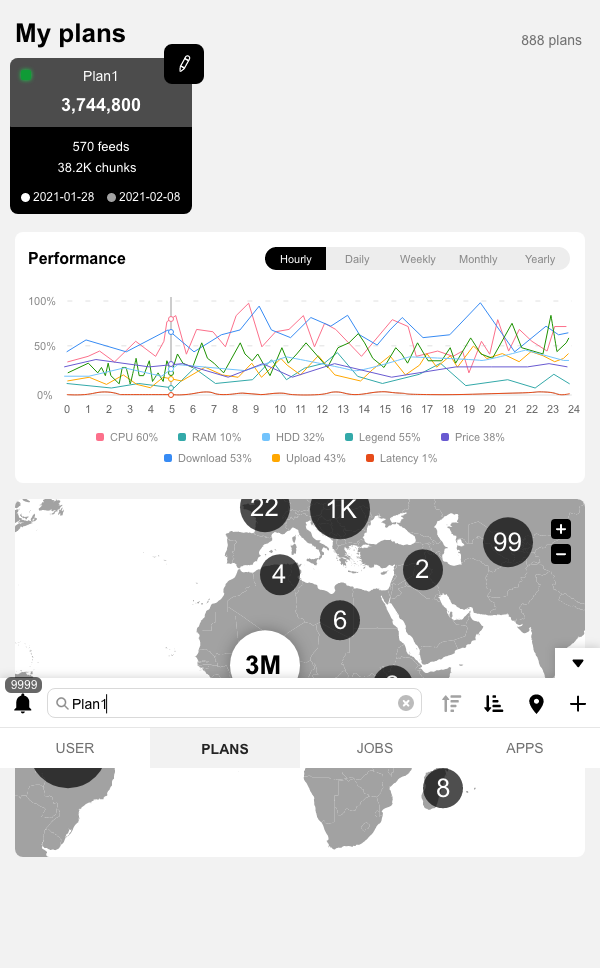 My plans
888 plans
Plan1
3,744,800
570 feeds
38.2K chunks
2021-01-28 2021-02-08
Performance
Hourly Daily Weekly Monthly Yearly
100%
50%
0%
0 1 2 3 4 5 6 7 8 9 10 11 12 13 14 15 16 17 18 19 20 21 22 23 24
CPU 60% RAM 10% HDD 32% Legend 55% Price 38%
Download 53% Upload 43% Latency 1%
22 1K
99
+
4
2
−
6
3M
9999
Plan1
USER PLANS JOBS APPS
8